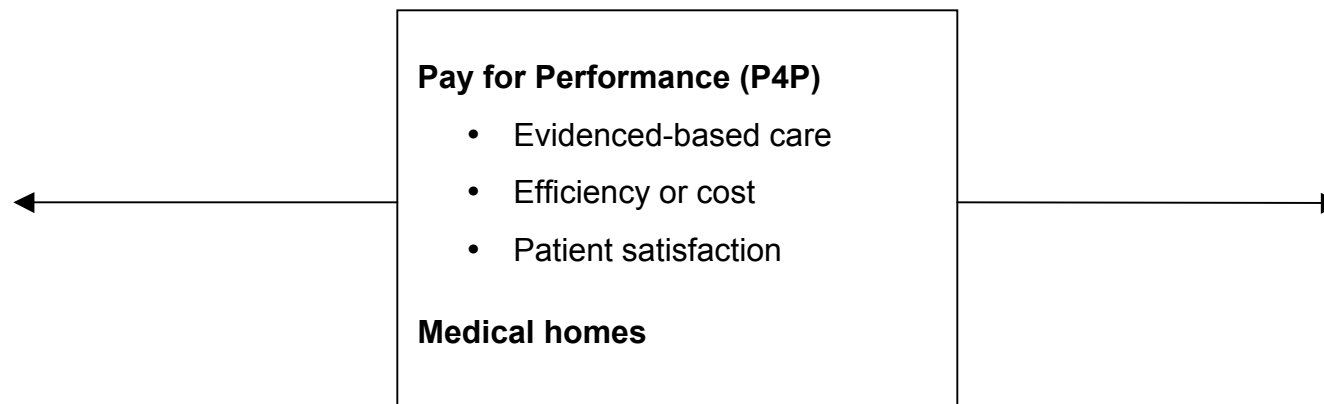 Pay for Performance (P4P)
• Evidenced-based care
• Efficiency or cost
• Patient satisfaction
Medical homes